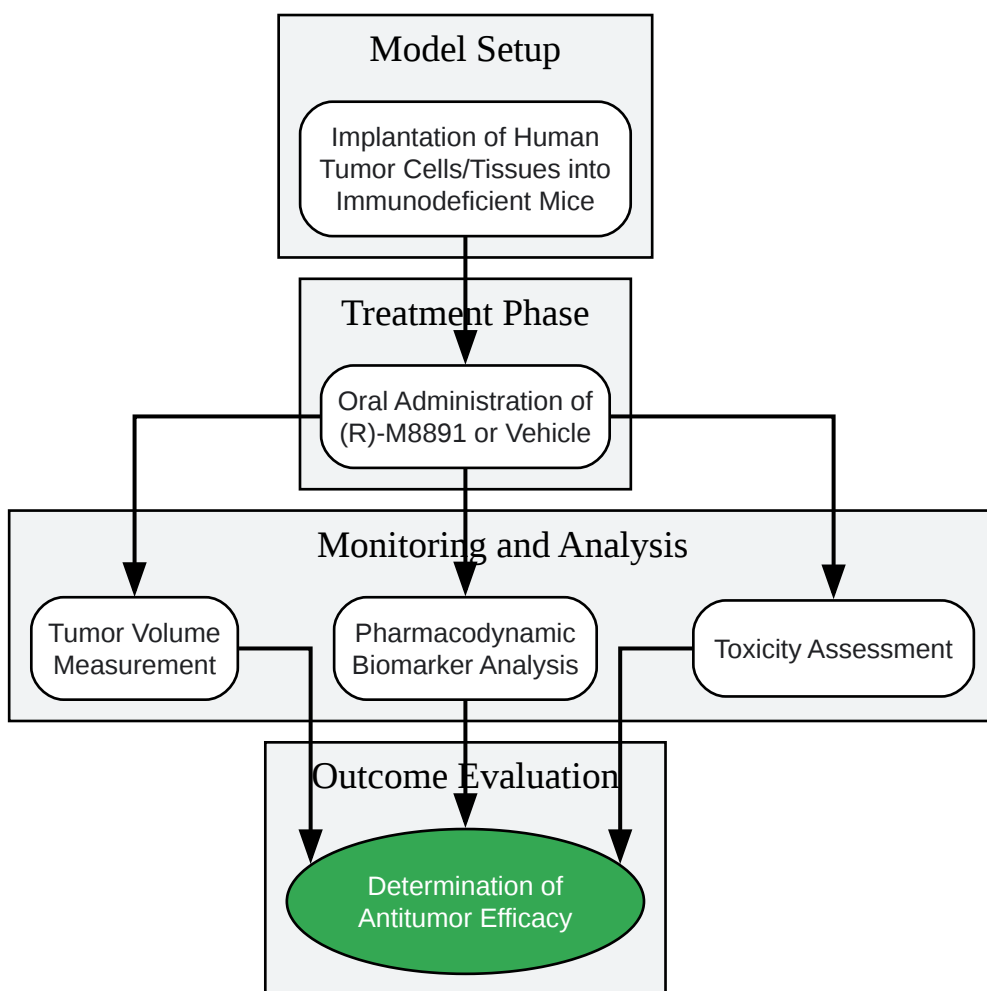 Model Setup
Implantation of Human
Tumor Cells/Tissues into
Immunodeficient Mice
Treatment Phase
Oral Administration of
(R)-M8891 or Vehicle
Monitoring and Analysis
Tumor Volume
Measurement
Pharmacodynamic
Biomarker Analysis
Toxicity Assessment
Outcome Evaluation
Determination of
Antitumor Efficacy